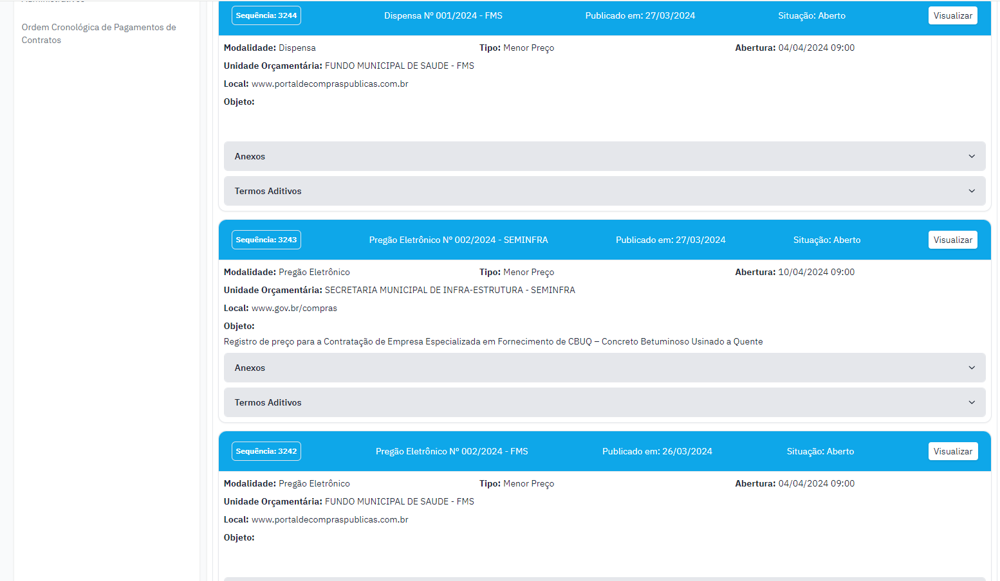 Ordem Cronológica de Pagamentos de
Contratos
Sequência: 3244
Dispensa Nº 001/2024 - FMS
Publicado em: 27/03/2024
Situação: Aberto
Visualizar
Modalidade: Dispensa
Tipo: Menor Preço
Abertura: 04/04/2024 09:00
Unidade Orçamentária: FUNDO MUNICIPAL DE SAUDE - FMS
Local: www.portaldecompraspublicas.com.br
Objeto:
Anexos
Termos Aditivos
Sequência: 3243
Pregão Eletrônico Nº 002/2024 - SEMINFRA
Publicado em: 27/03/2024
Situação: Aberto
Visualizar
Modalidade: Pregão Eletrônico
Tipo: Menor Preço
Abertura: 10/04/2024 09:00
Unidade Orçamentária: SECRETARIA MUNICIPAL DE INFRA-ESTRUTURA - SEMINFRA
Local: www.gov.br/compras
Objeto:
Registro de preço para a Contratação de Empresa Especializada em Fornecimento de CBUQ – Concreto Betuminoso Usinado a Quente
Anexos
Termos Aditivos
Sequência: 3242
Pregão Eletrônico Nº 002/2024 - FMS
Publicado em: 26/03/2024
Situação: Aberto
Visualizar
Modalidade: Pregão Eletrônico
Tipo: Menor Preço
Abertura: 04/04/2024 09:00
Unidade Orçamentária: FUNDO MUNICIPAL DE SAUDE - FMS
Local: www.portaldecompraspublicas.com.br
Objeto: